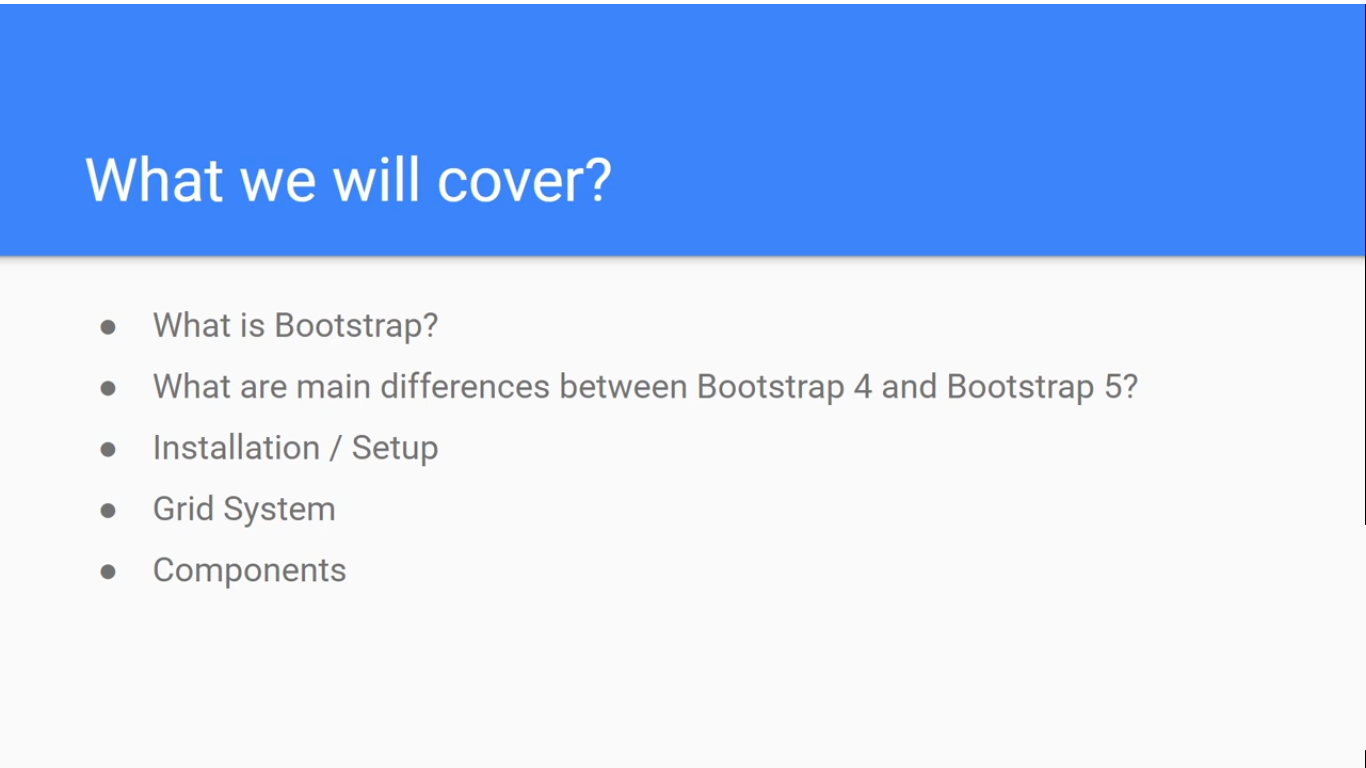 What we will cover?
● What is Bootstrap?
● What are main differences between Bootstrap 4 and Bootstrap 5?
● Installation / Setup
● Grid System
● Components